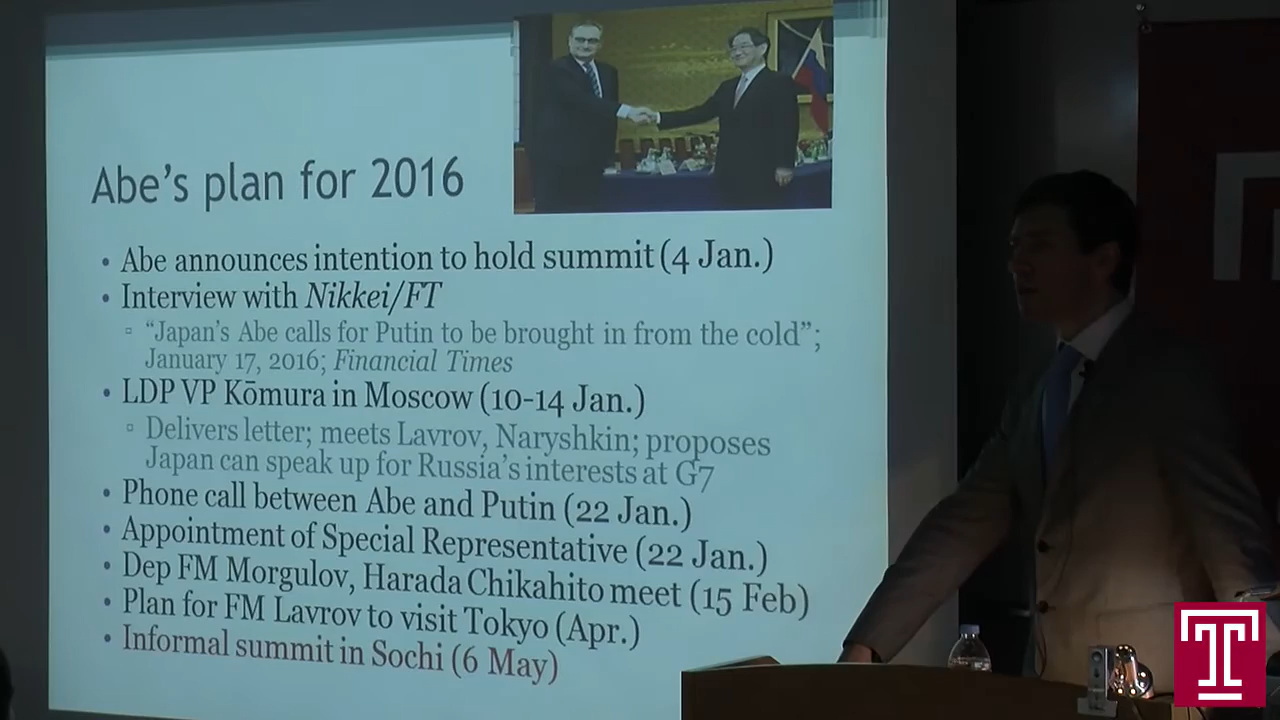 Abe's plan for 2016
• Abe announces intention to hold summit (4 Jan.)
• Interview with Nikkei/FT
▫ “Japan's Abe calls for Putin to be brought in from the cold”;
January 17, 2016; Financial Times
• LDP VP Kōmura in Moscow (10-14 Jan.)
▫ Delivers letter; meets Lavrov, Naryshkin; proposes
Japan can speak up for Russia's interests at G7
• Phone call between Abe and Putin (22 Jan.)
• Appointment of Special Representative (22 Jan.)
• Dep FM Morgulov, Harada Chikahito meet (15 Feb)
• Plan for FM Lavrov to visit Tokyo (Apr.)
• Informal summit in Sochi (6 May)
T